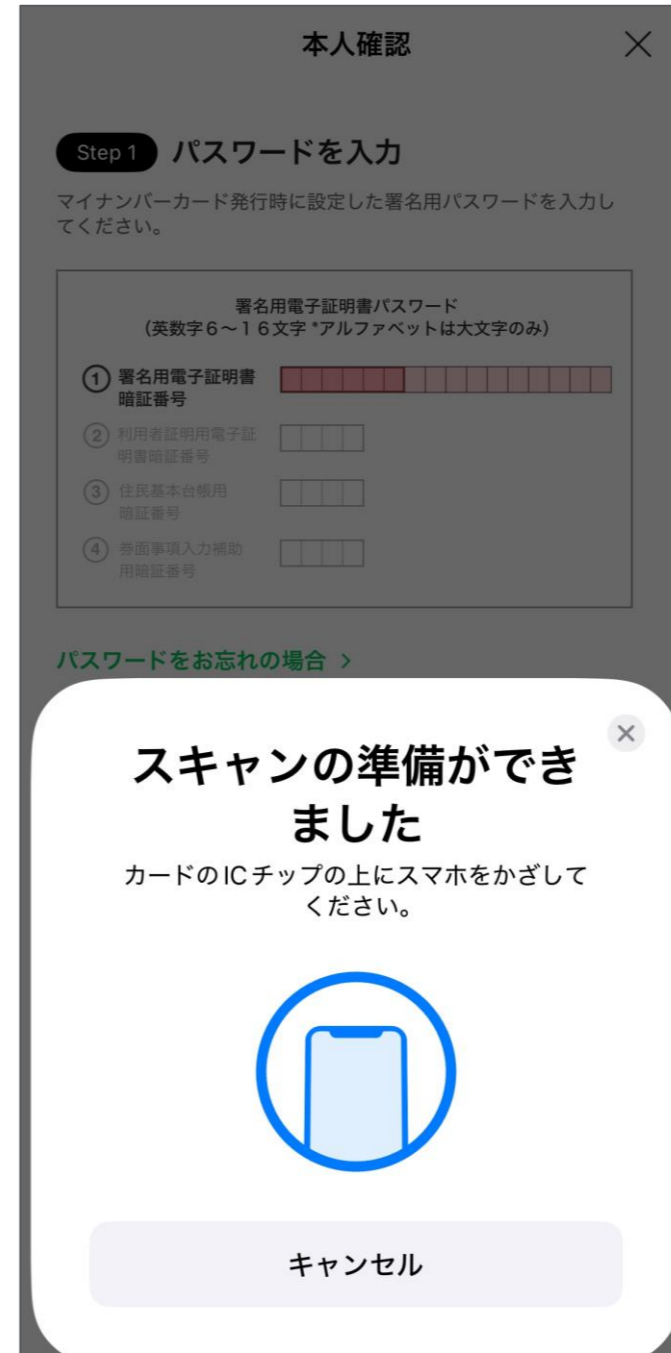 本人確認
Step 1 パスワードを入力
マイナンバーカード発行時に設定した署名用パスワードを入力し
てください。
署名用電子証明書パスワード
（英数字6～16文字 *アルファベットは大文字のみ）
① 署名用電子証明書
暗証番号
② 利用者証明用電子証
明書暗証番号
③ 住民基本台帳用
暗証番号
④ 券面事項入力補助
用暗証番号
パスワードをお忘れの場合 >
スキャンの準備ができ
ました
カードのICチップの上にスマホをかざして
ください。
キャンセル